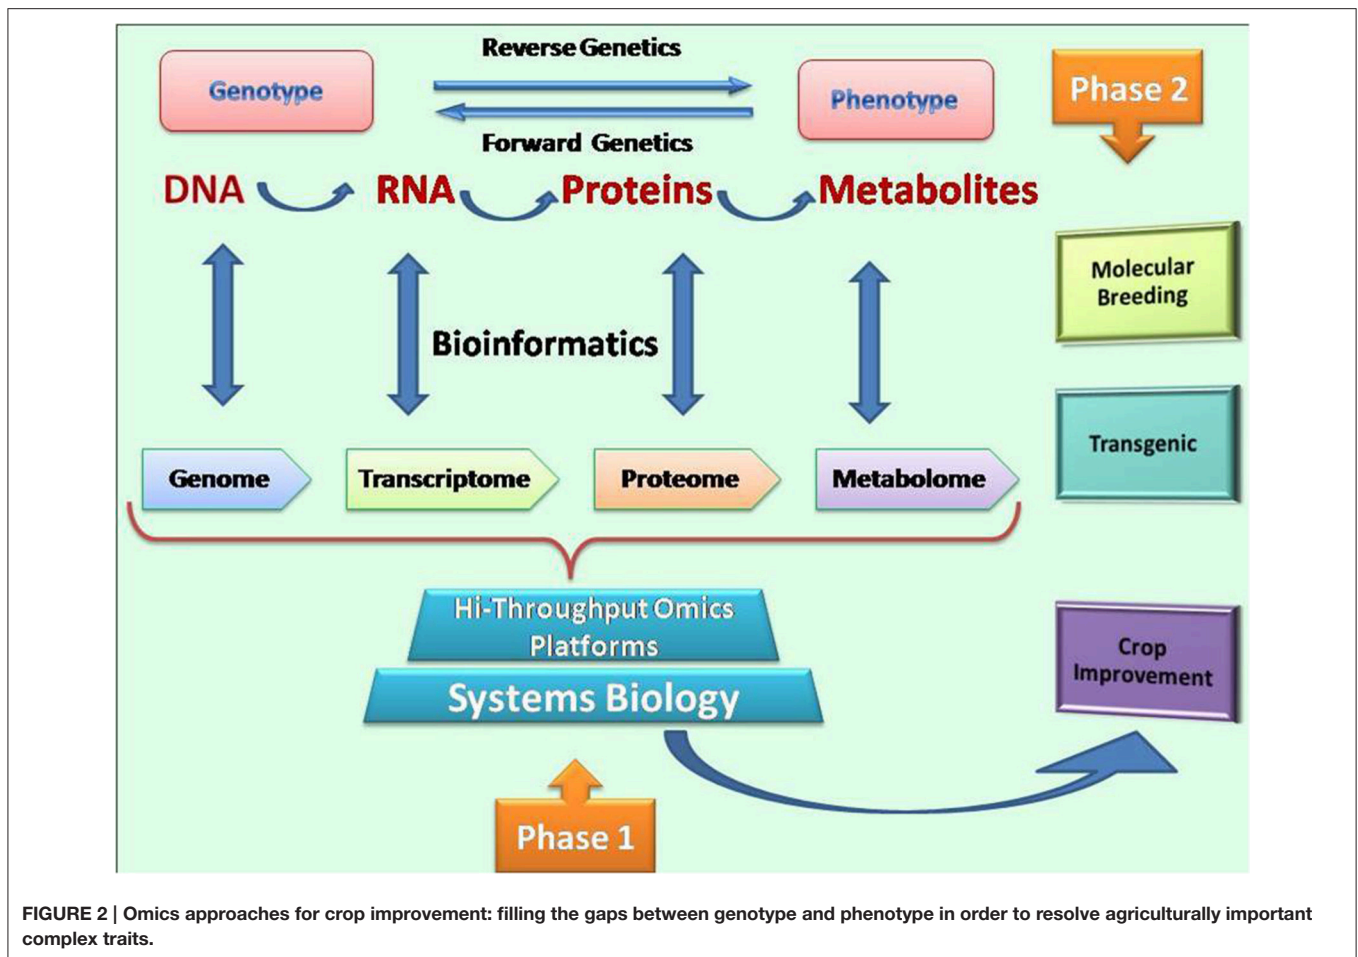 Reverse Genetics
Genotype
Phenotype
Phase 2
Forward Genetics
DNA
RNA
Proteins
Metabolites
Molecular
Breeding
Bioinformatics
Transgenic
Genome
Transcriptome
Proteome
Metabolome
Hi-Throughput Omics
Platforms
Systems Biology
Crop
Improvement
Phase 1
FIGURE 2 | Omics approaches for crop improvement: filling the gaps between genotype and phenotype in order to resolve agriculturally important
complex traits.